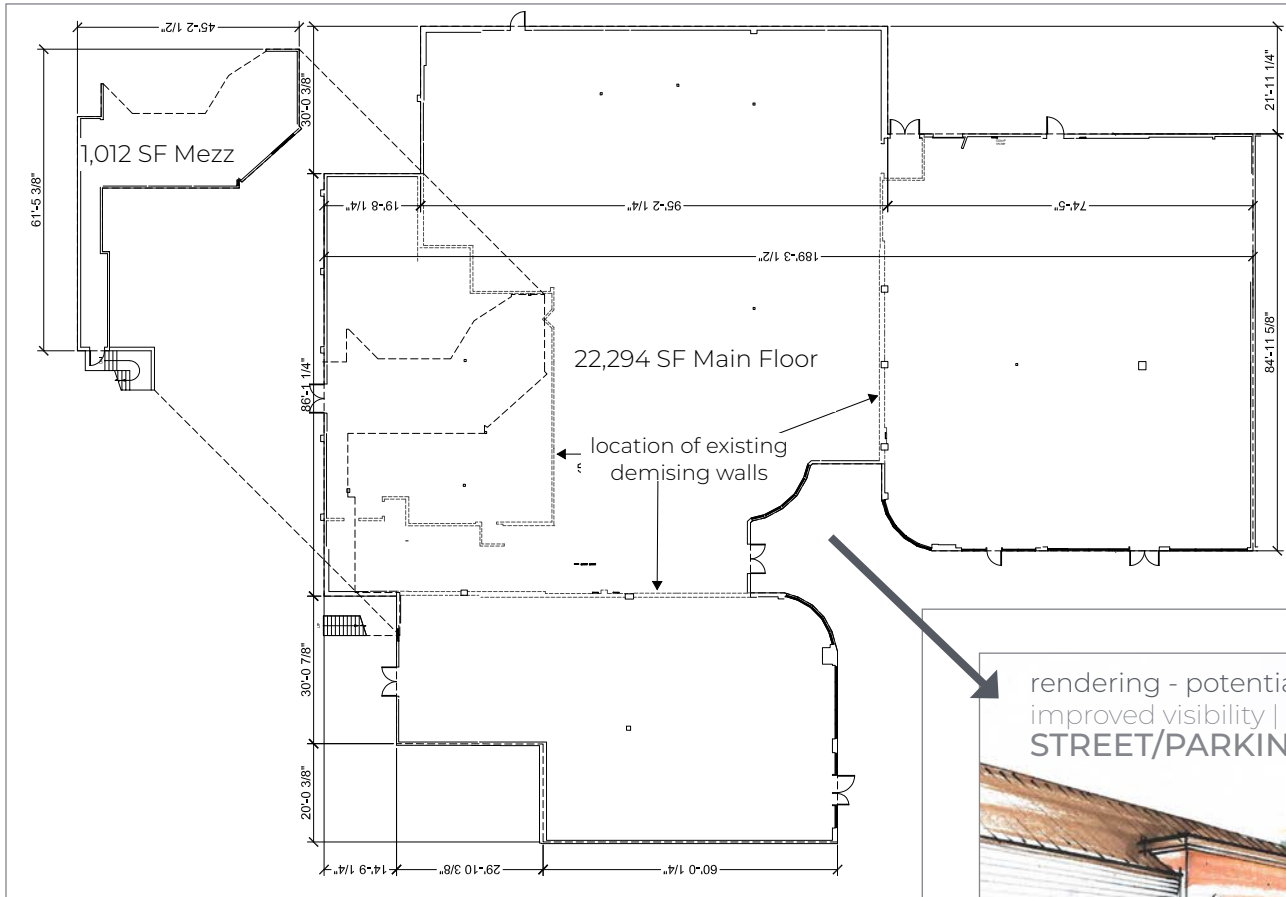 45'-2 1/2"
61'-5 3/8"
1,012 SF Mezz
30'-0 3/8"
21'-11 1/4"
19'-8 1/4"
95'-2 1/4"
74'-5"
189'-3 1/2"
86'-1 1/4"
84'-11 5/8"
22,294 SF Main Floor
location of existing
demising walls
30'-0 7/8"
20'-0 3/8"
14'-9 1/4"
29'-10 3/8"
60'-0 1/4"
rendering - potentia
improved visibility |
STREET/PARKIN